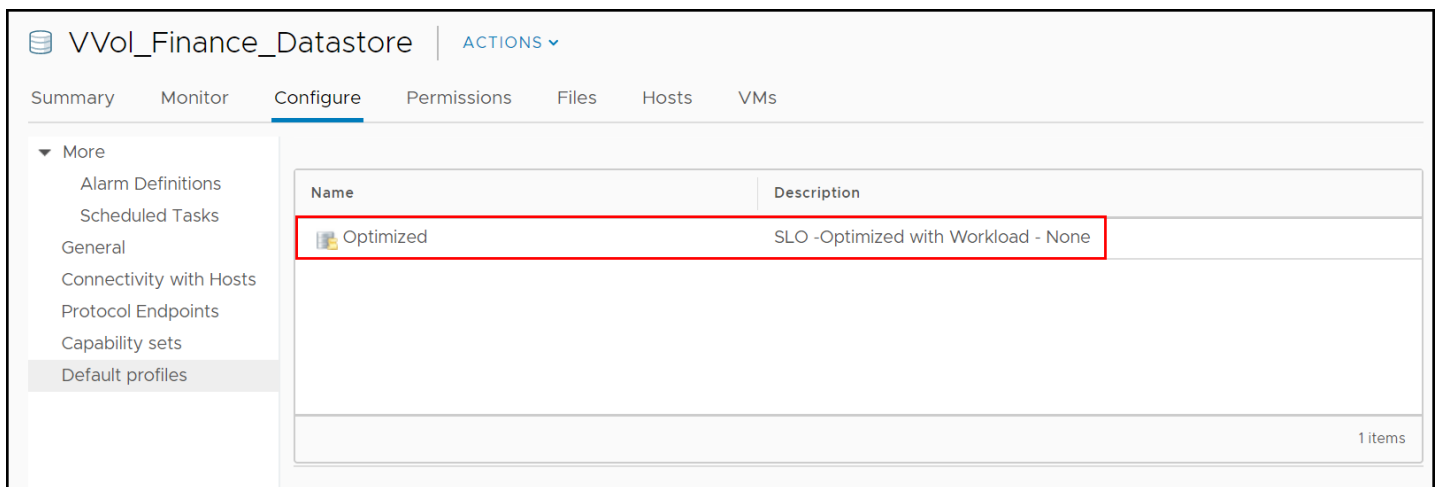 VVol_Finance_Datastore ACTIONS
Summary Monitor Configure Permissions Files Hosts VMs
More
Alarm Definitions
Scheduled Tasks
General
Connectivity with Hosts
Protocol Endpoints
Capability sets
Default profiles
Name Description
Optimized SLO -Optimized with Workload - None
1 items